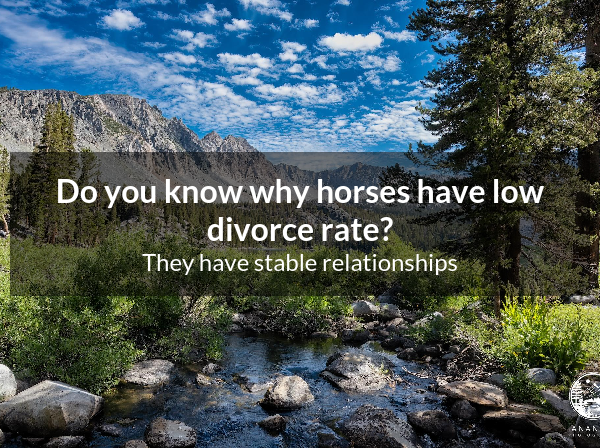 Do you know why horses have low
divorce rate?
They have stable relationships